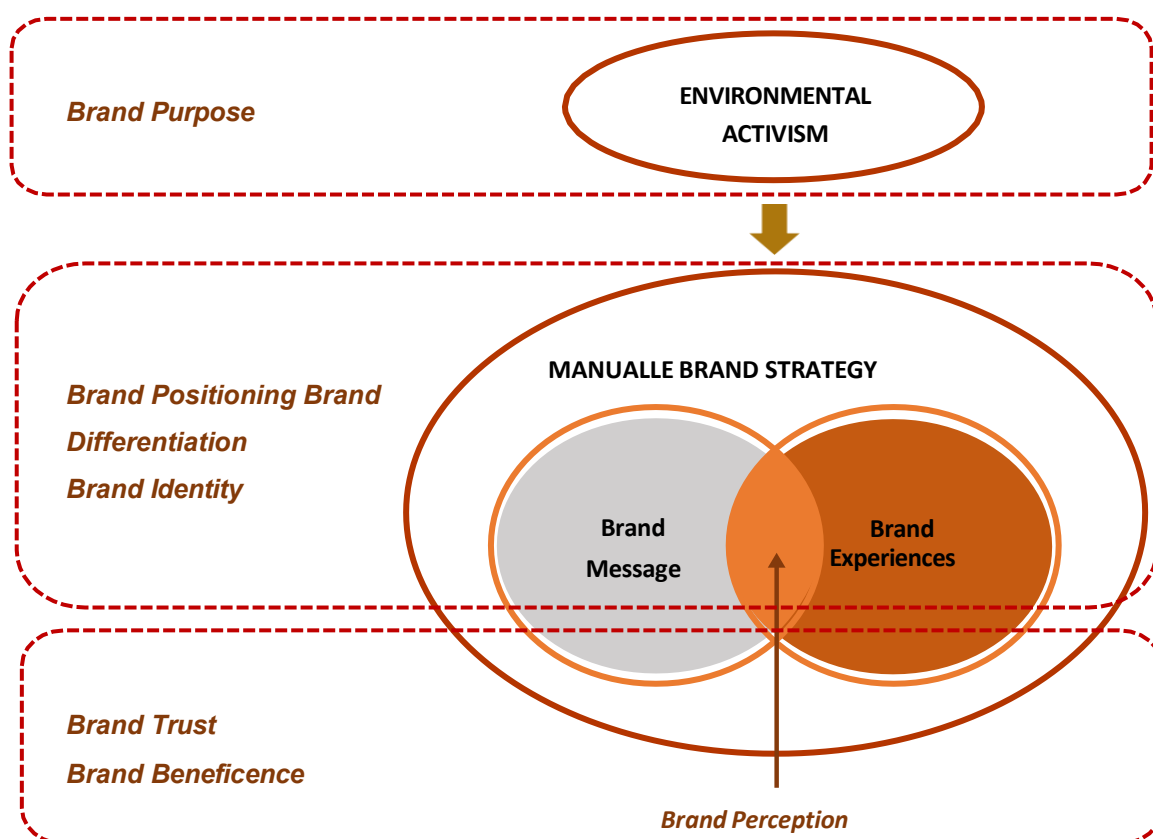 Brand Purpose
ENVIRONMENTAL
ACTIVISM
MANUALLE BRAND STRATEGY
Brand Positioning Brand
Differentiation
Brand Identity
Brand
Message
Brand
Experiences
Brand Trust
Brand Beneficence
Brand Perception